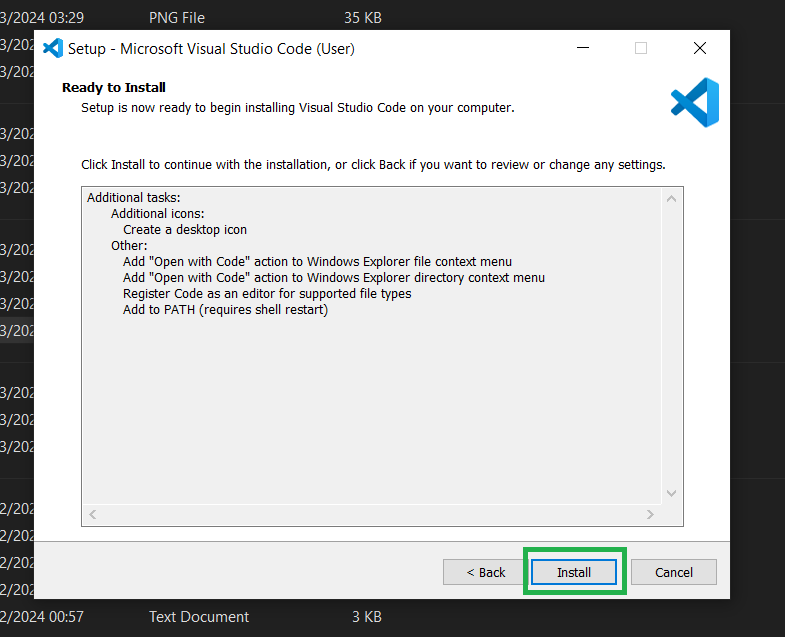 3/2024 03:29 PNG File 35 KB
3/202
Setup - Microsoft Visual Studio Code (User)
3/202
Ready to Install
Setup is now ready to begin installing Visual Studio Code on your computer.
3/202
3/202
Click Install to continue with the installation, or click Back if you want to review or change any settings.
3/202
Additional tasks:
Additional icons:
Create a desktop icon
Other:
3/202
Add "Open with Code" action to Windows Explorer file context menu
3/202
Add "Open with Code" action to Windows Explorer directory context menu
Register Code as an editor for supported file types
3/202
Add to PATH (requires shell restart)
3/202
3/202
3/202
3/202
2/202
2/202
2/202
< Back Install Cancel
2/202
2/2024 00:57 Text Document 3 KB